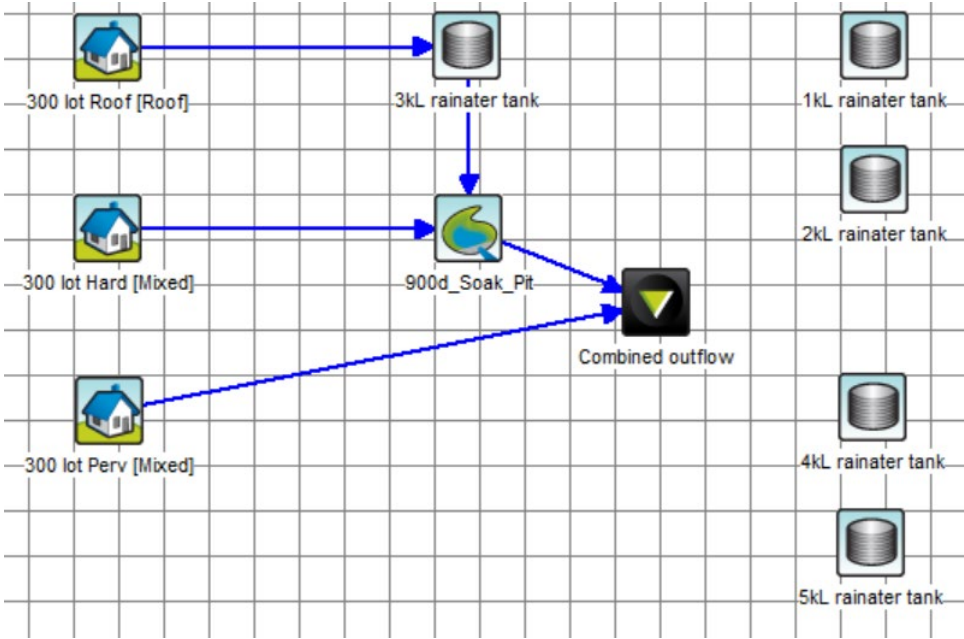 300 lot Roof [Roof]
3kL rainater tank
1kL rainater tank
2kL rainater tank
300 lot Hard [Mixed]
900d_Soak_Pit
Combined outflow
300 lot Perv [Mixed]
4kL rainater tank
5kL rainater tank